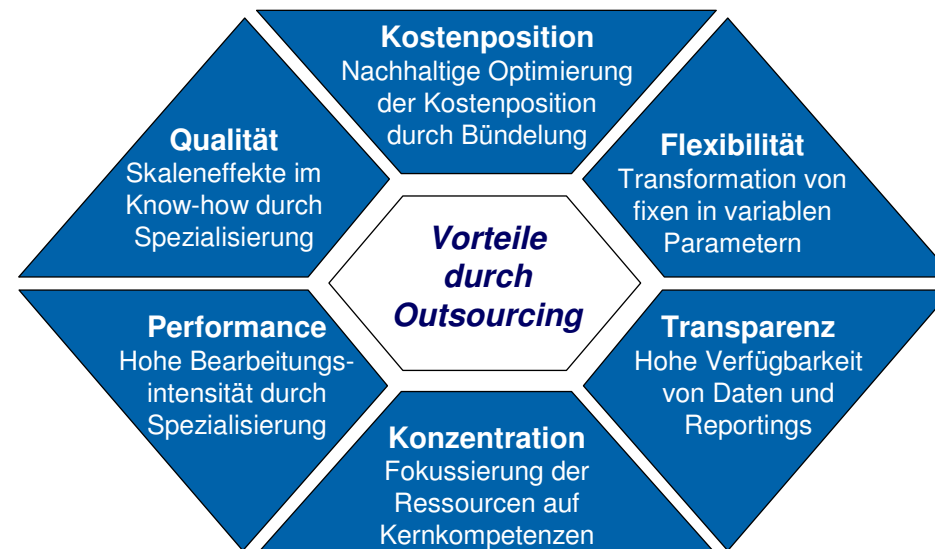 Kostenposition
Nachhaltige Optimierung
der Kostenposition
durch Bündelung
Qualität
Skaleneffekte im
Know-how durch
Spezialisierung
Flexibilität
Transformation von
fixen in variablen
Parametern
Vorteile
durch
Outsourcing
Performance
Hohe Bearbeitungs-
intensität durch
Spezialisierung
Transparenz
Hohe Verfügbarkeit
von Daten und
Reportings
Konzentration
Fokussierung der
Ressourcen auf
Kernkompetenzen